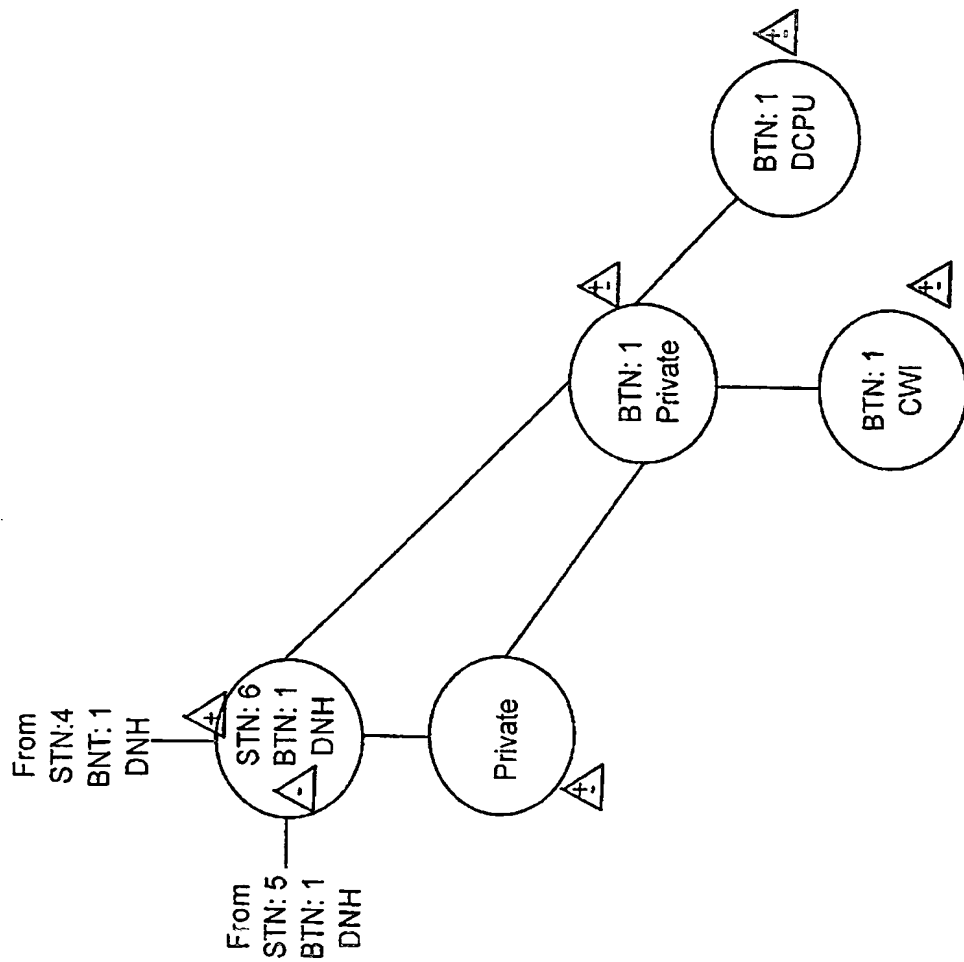 From
STN:4
BNT: 1
DNH
+
STN: 6
BTN: 1
DNH
-
From
STN: 5
BTN: 1
DNH
Private
+-
BTN: 1
Private
+-
BTN: 1
DCPU
+-
BTN: 1
CWI
+-